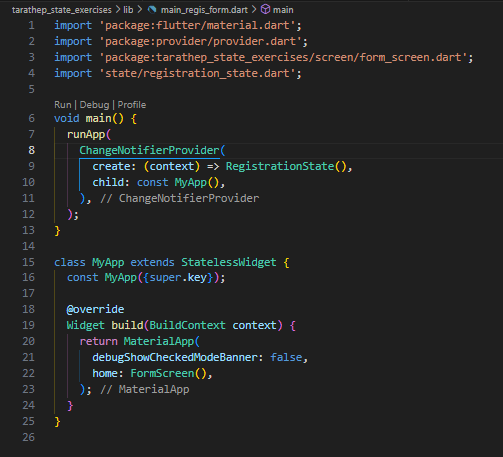 tarathep_state_exercises > lib > main_regis_form.dart > main
1 import 'package:flutter/material.dart';
2 import 'package:provider/provider.dart';
3 import 'package:tarathep_state_exercises/screen/form_screen.dart';
4 import 'state/registration_state.dart';
5
Run | Debug | Profile
6 void main() {
7   runApp(
8     ChangeNotifierProvider(
9       create: (context) => RegistrationState(),
10       child: const MyApp(),
11     ), // ChangeNotifierProvider
12   );
13 }
14
15 class MyApp extends StatelessWidget {
16   const MyApp({super.key});
17
18   @override
19   Widget build(BuildContext context) {
20     return MaterialApp(
21       debugShowCheckedModeBanner: false,
22       home: FormScreen(),
23     ); // MaterialApp
24   }
25 }
26